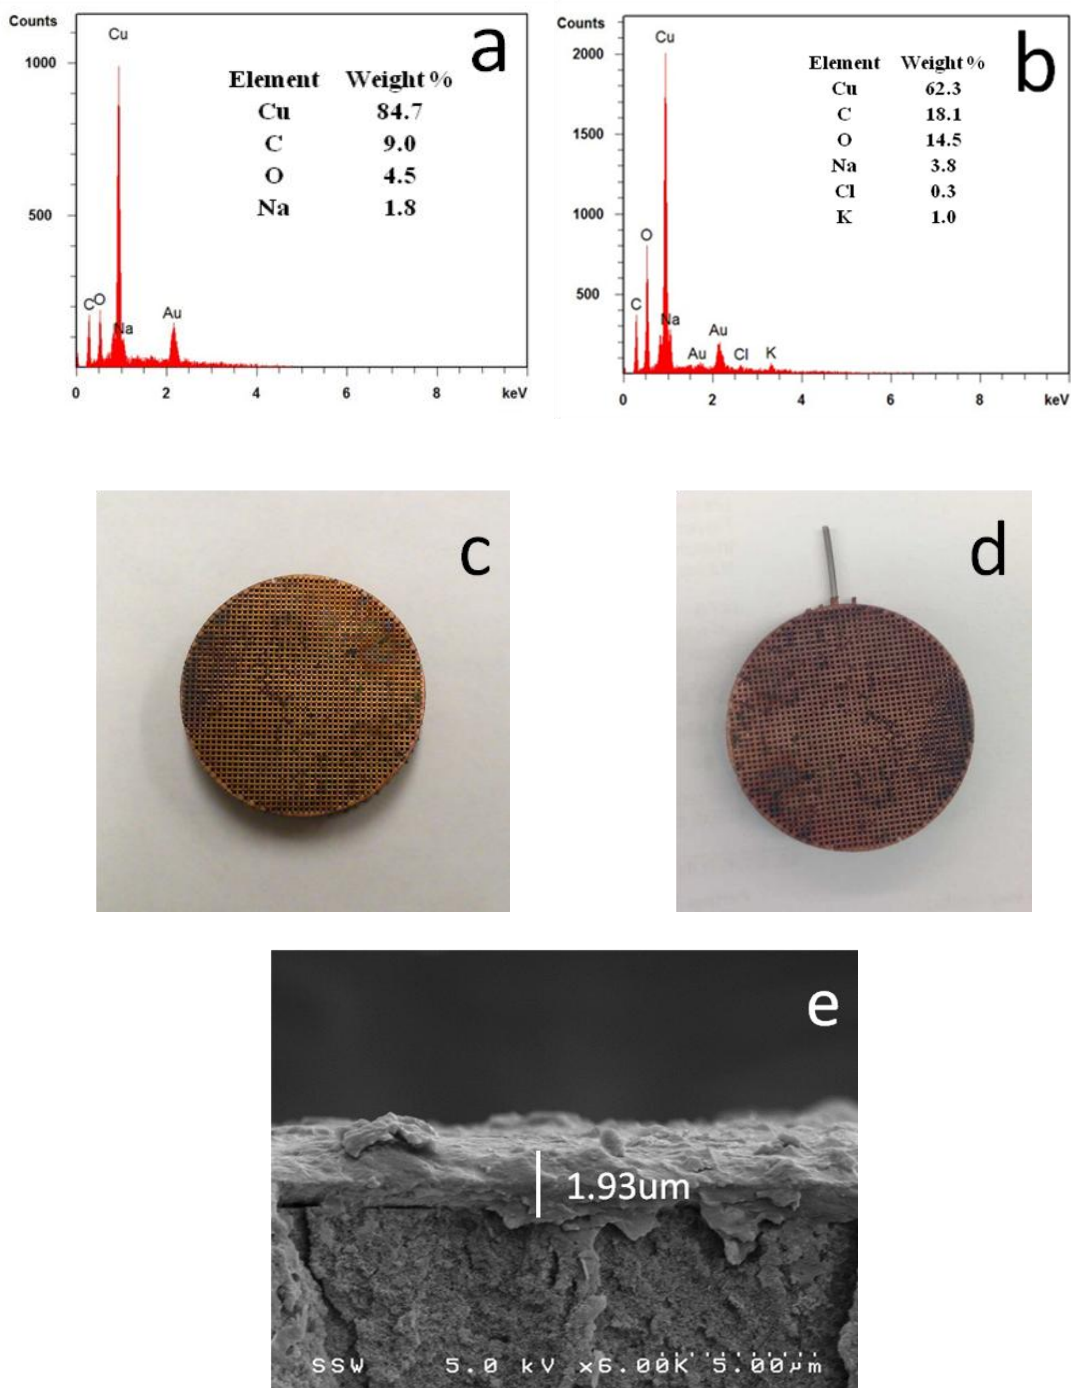 Counts
a
Cu
1000
Element Weight %
Cu 84.7
C 9.0
O 4.5
Na 1.8
500
C O
Na
Au
0 2 4 6 8 keV
Counts
b
Cu
2000
Element Weight %
Cu 62.3
C 18.1
O 14.5
Na 3.8
Cl 0.3
K 1.0
1500
1000
O
500
C
Na
Au
Au
Cl
K
0 2 4 6 8 keV
c
d
e
1.93um
SSW 5.0 kV x6.00K 5.00µm